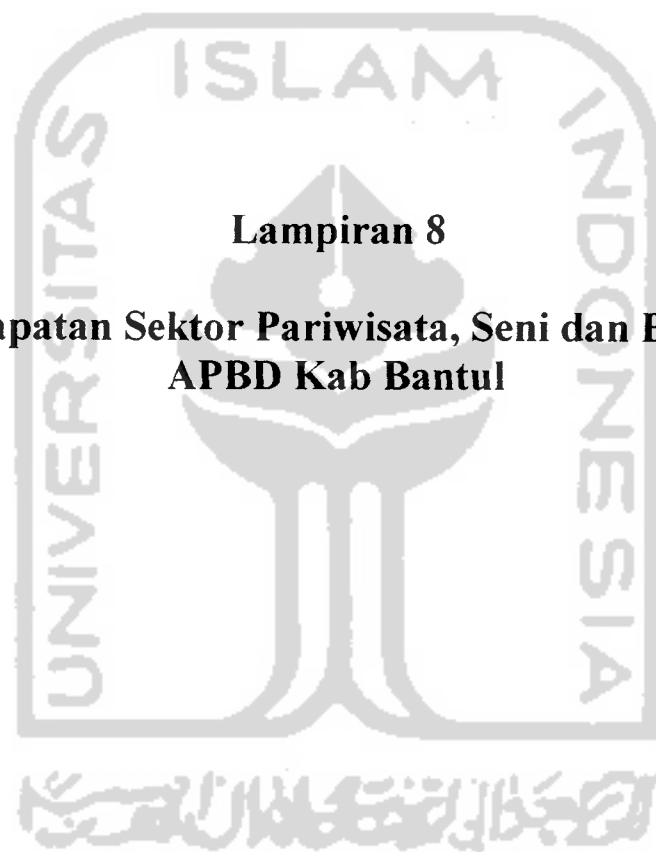 ISLAM
UNIVERSITAS
INDONESIA
Lampiran 8
apatan Sektor Pariwisata, Seni dan B
APBD Kab Bantul